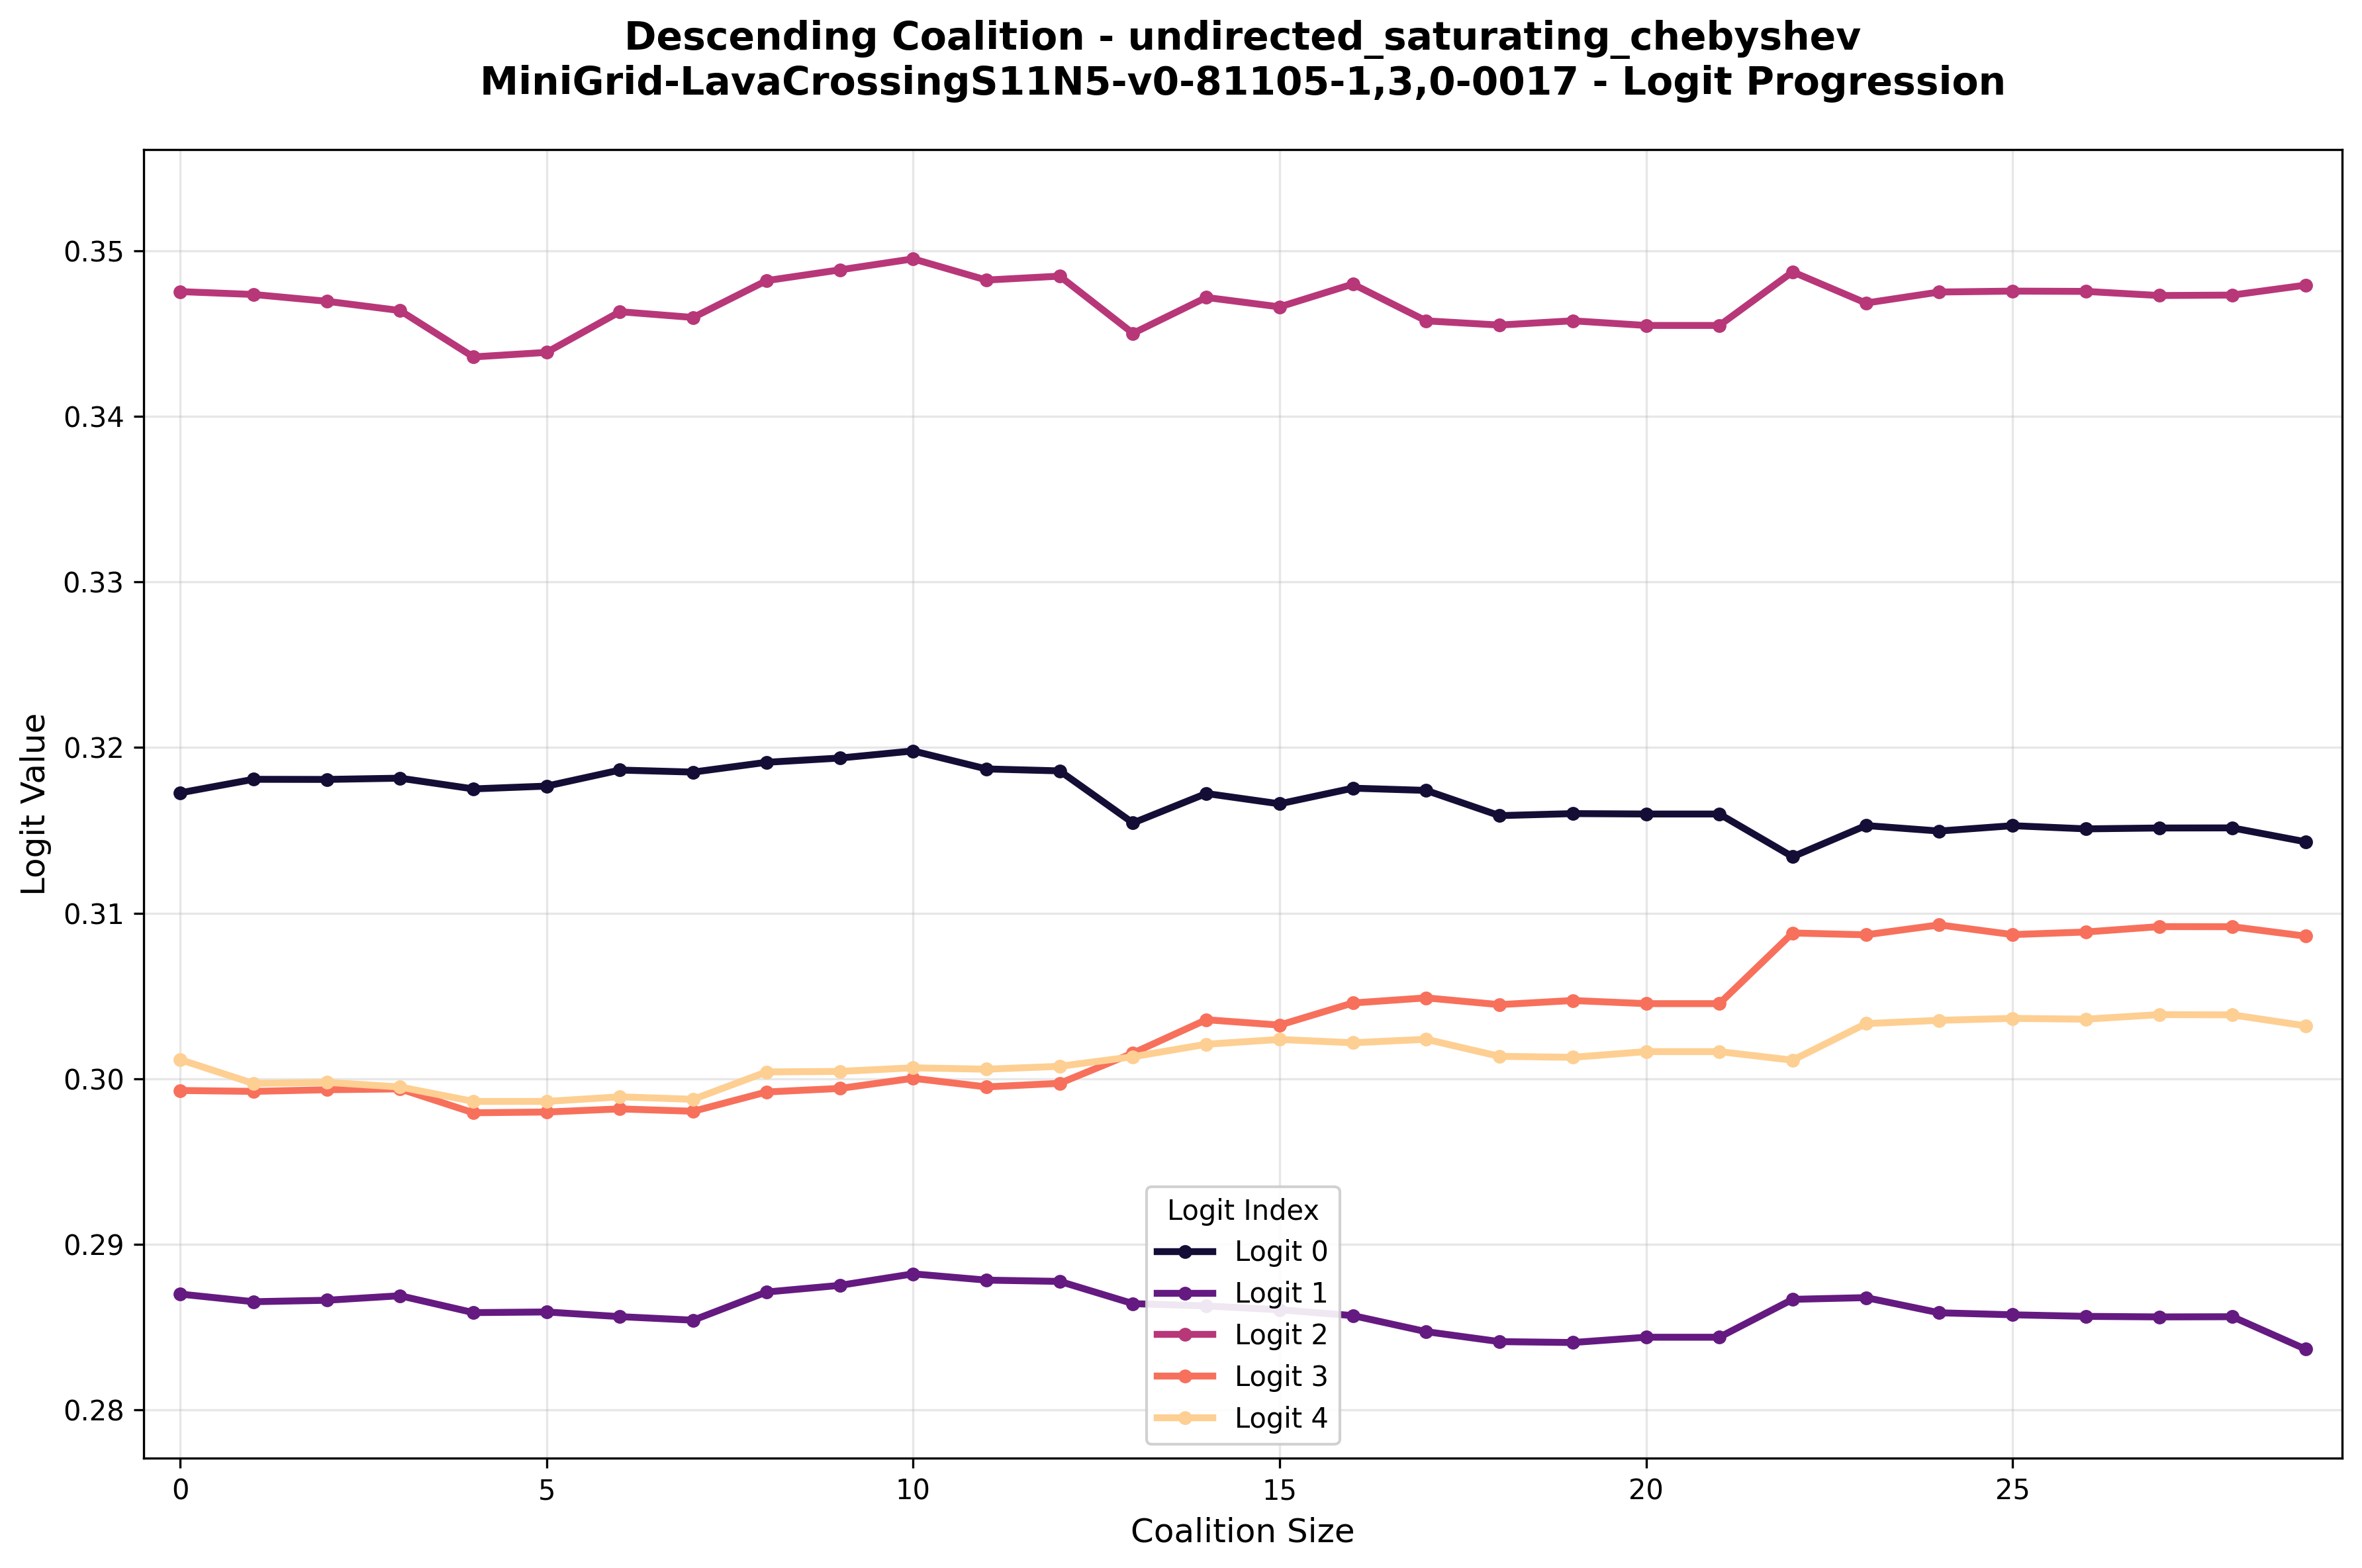 Descending Coalition - undirected_saturating_chebyshev
MiniGrid-LavaCrossingS11N5-v0-81105-1,3,0-0017 - Logit Progression
0.35
0.34
0.33
0.32
0.31
0.30
0.29
0.28
Logit Value
Logit Index
Logit 0
Logit 1
Logit 2
Logit 3
Logit 4
0
5
10
15
20
25
Coalition Size